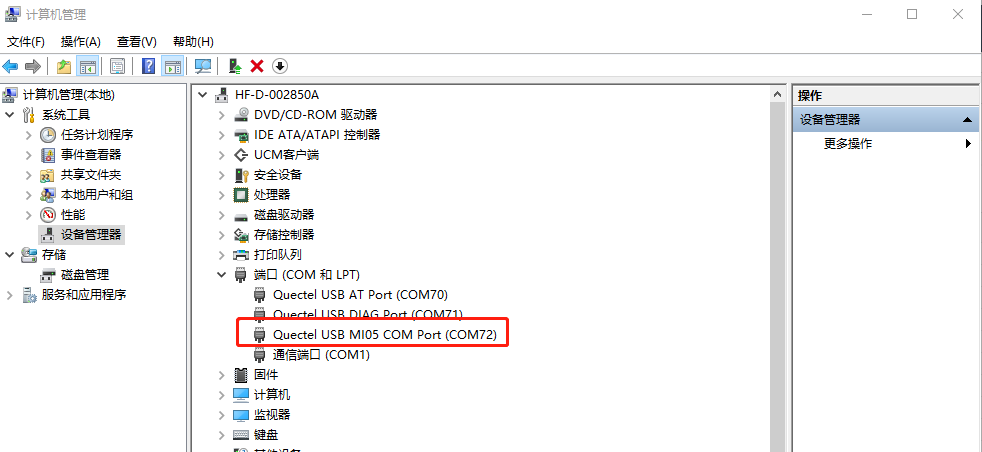 计算机管理
文件(F) 操作(A) 查看(V) 帮助(H)
计算机管理(本地)
系统工具
任务计划程序
事件查看器
共享文件夹
本地用户和组
性能
设备管理器
存储
磁盘管理
服务和应用程序
HF-D-002850A
DVD/CD-ROM 驱动器
IDE ATA/ATAPI 控制器
UCM客户端
安全设备
处理器
磁盘驱动器
存储控制器
打印队列
端口 (COM 和 LPT)
Quectel USB AT Port (COM70)
Quectel USB DIAG Port (COM71)
Quectel USB MI05 COM Port (COM72)
通信端口 (COM1)
固件
计算机
监视器
键盘
操作
设备管理器
更多操作